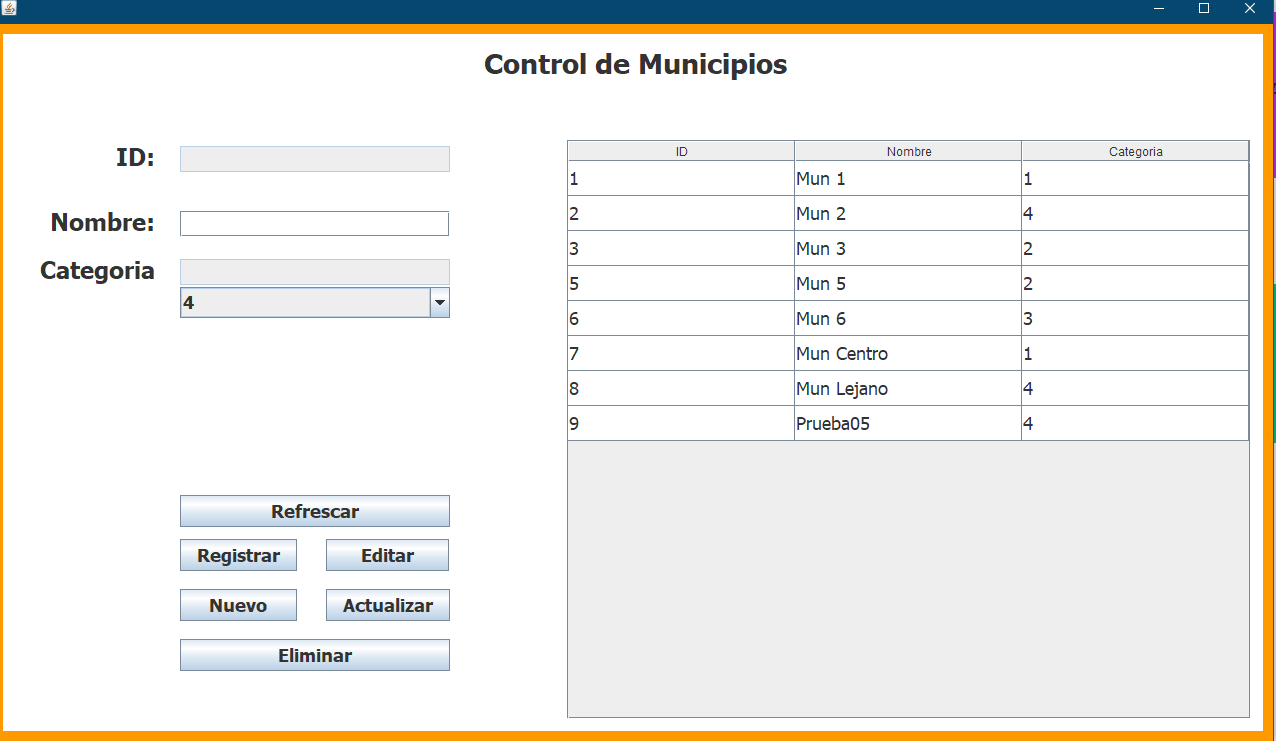 Control de Municipios
ID:
Nombre:
Categoria
4
Refrescar
Registrar Editar
Nuevo Actualizar
Eliminar
ID Nombre Categoria
1 Mun 1 1
2 Mun 2 4
3 Mun 3 2
5 Mun 5 2
6 Mun 6 3
7 Mun Centro 1
8 Mun Lejano 4
9 Prueba05 4